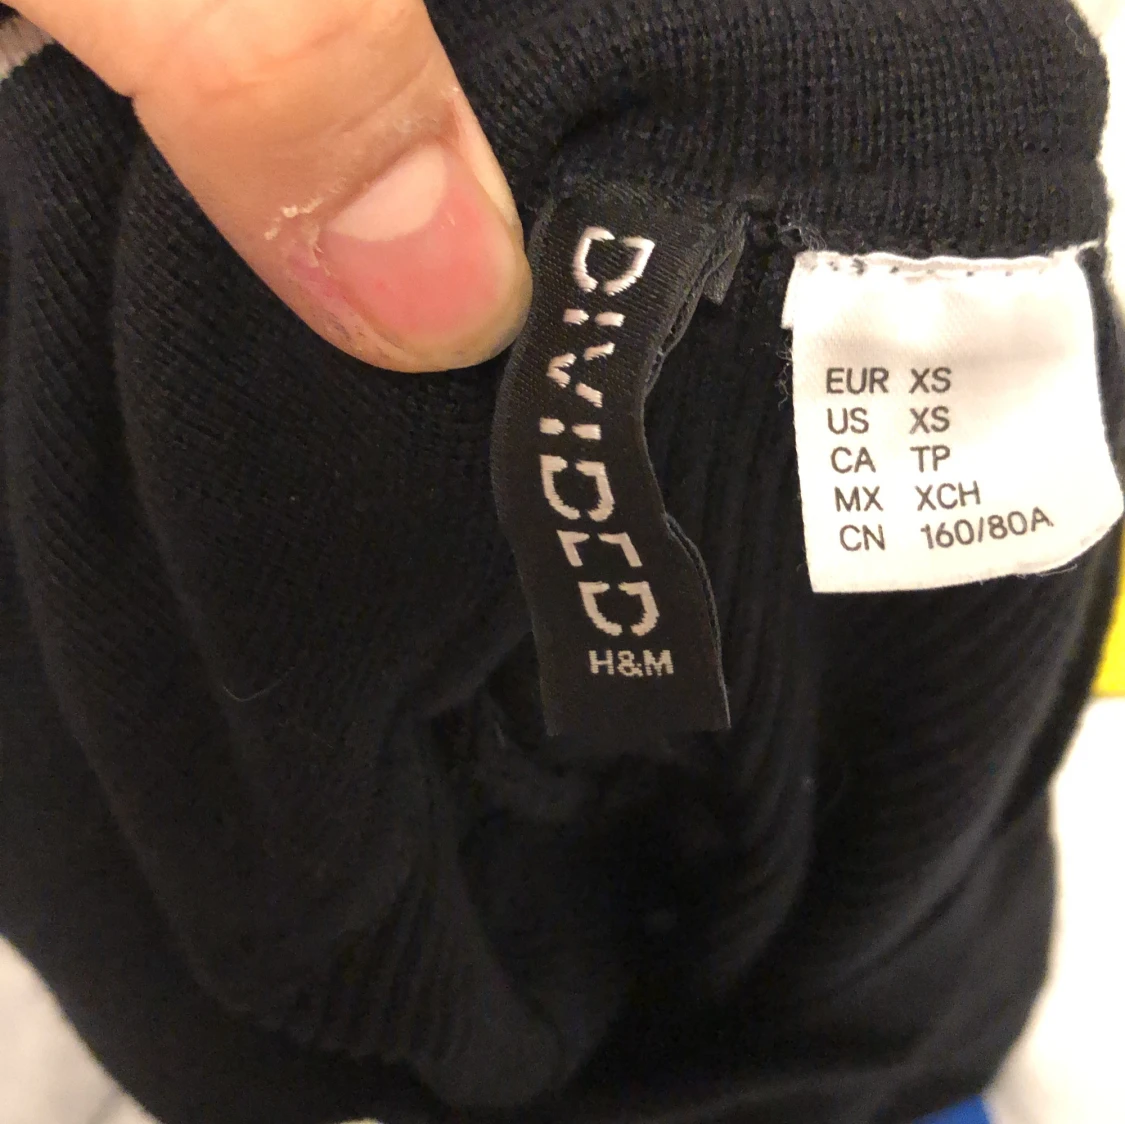 DIVIDED
H&M
EUR XS
US XS
CA TP
MX XCH
CN 160/80A